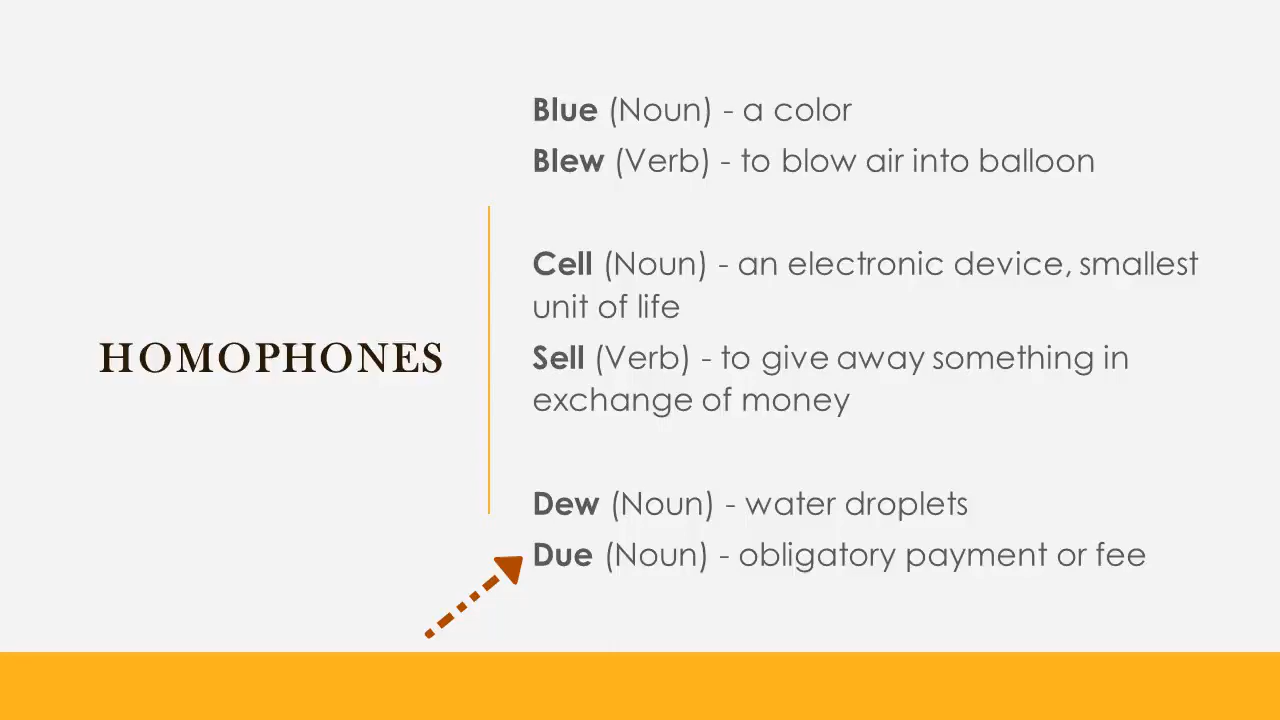 HOMOPHONES
Blue (Noun) - a color
Blew (Verb) - to blow air into balloon
Cell (Noun) - an electronic device, smallest
unit of life
Sell (Verb) - to give away something in
exchange of money
Dew (Noun) - water droplets
Due (Noun) - obligatory payment or fee